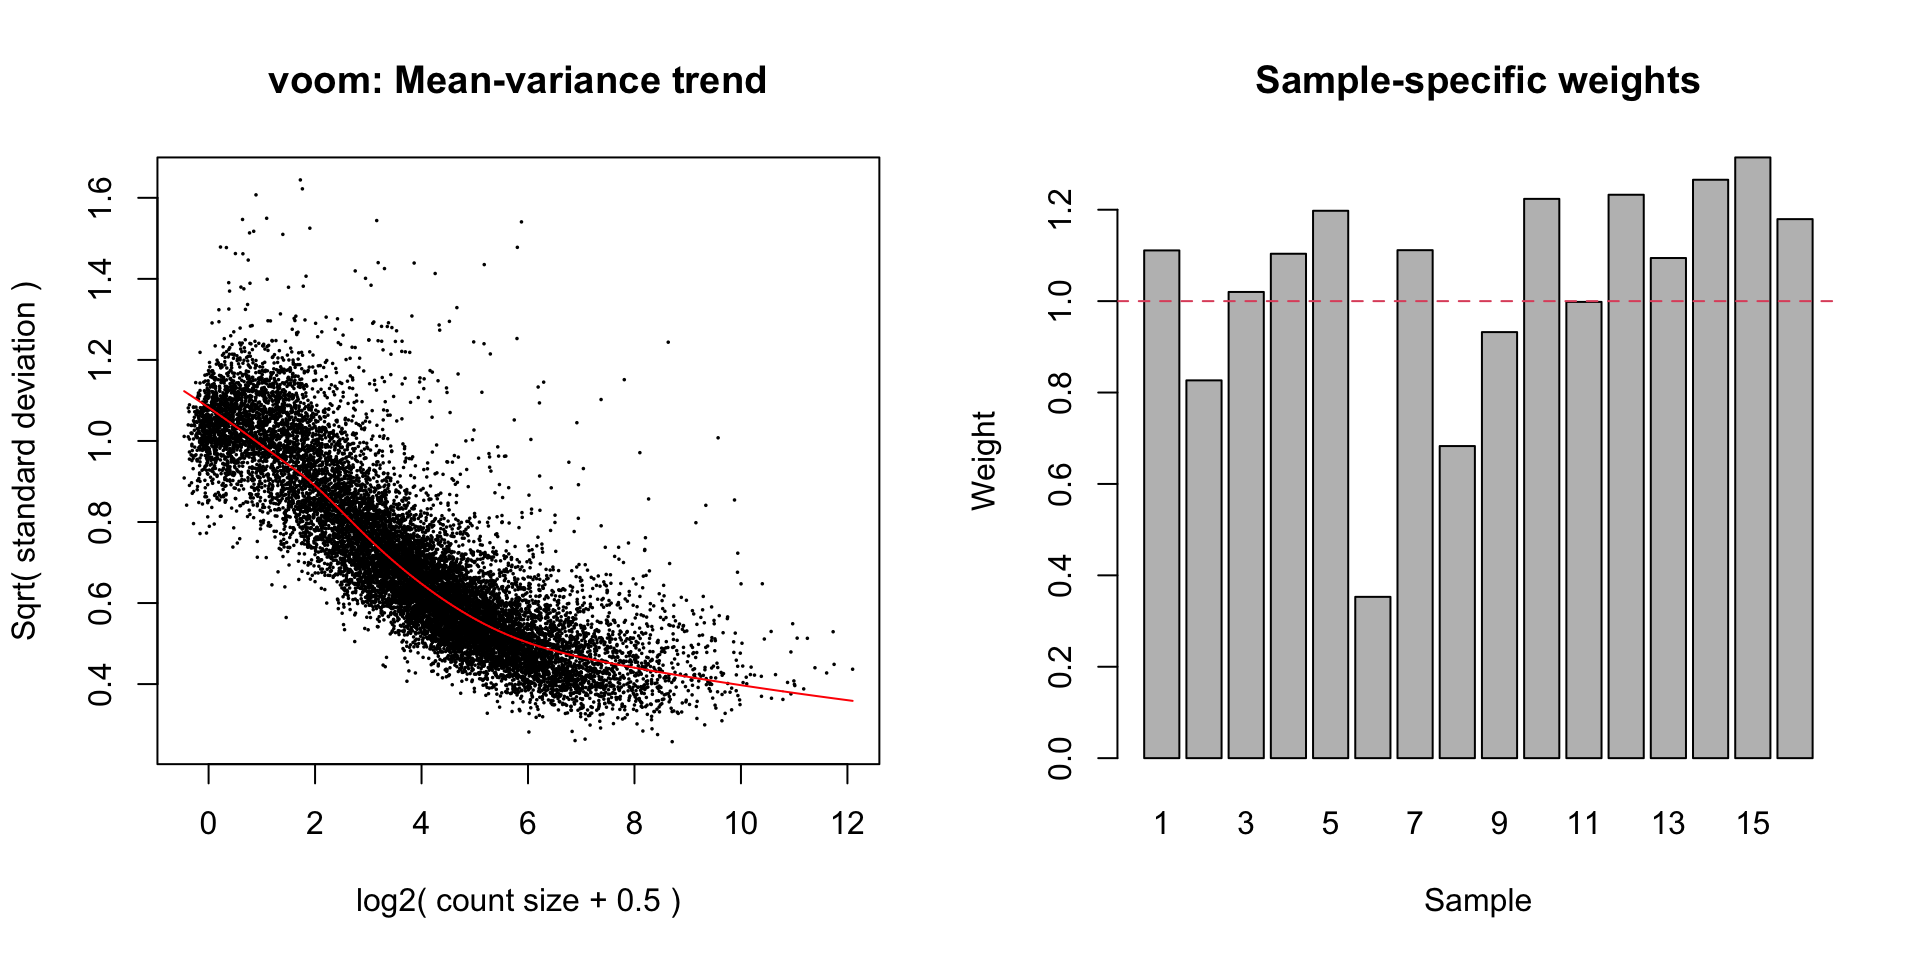 voom: Mean-variance trend
Sqrt( standard deviation )
1.6
1.4
1.2
1.0
0.8
0.6
0.4
0 2 4 6 8 10 12
log2( count size + 0.5 )
Sample-specific weights
Weight
1.2
1.0
0.8
0.6
0.4
0.2
0.0
1 3 5 7 9 11 13 15
Sample